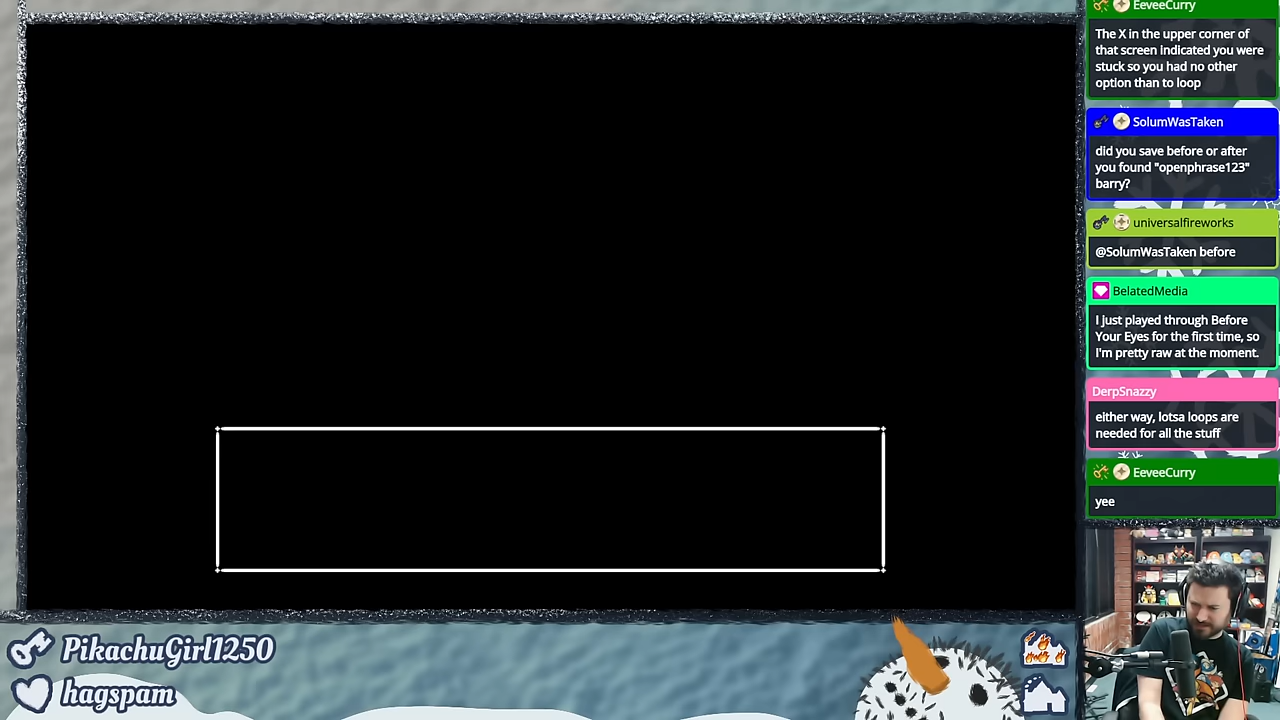 EeveeCurry
The X in the upper corner of
that screen indicated you were
stuck so you had no other
option than to loop
SolumWasTaken
did you save before or after
you found "openphrase123"
barry?
universalfireworks
@SolumWasTaken before
BelatedMedia
I just played through Before
Your Eyes for the first time, so
I'm pretty raw at the moment.
DerpSnazzy
either way, lotsa loops are
needed for all the stuff
EeveeCurry
yee
PikachuGirl1250
hagspam